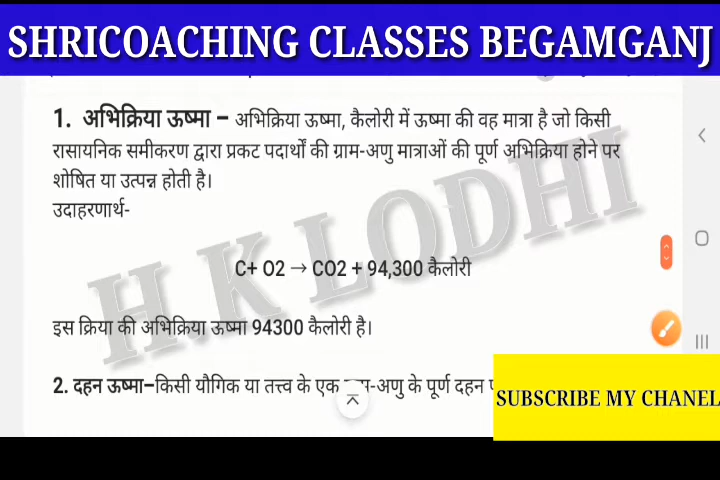 SHRICOACHING CLASSES BEGAMGANJ
1. अभिक्रिया ऊष्मा – अभिक्रिया ऊष्मा, कैलोरी में ऊष्मा की वह मात्रा है जो किसी
रासायनिक समीकरण द्वारा प्रकट पदार्थों की ग्राम-अणु मात्राओं की पूर्ण अभिक्रिया होने पर
शोषित या उत्पन्न होती है।
उदाहरणार्थ-
H.K LODHI
C+ O2 → CO2 + 94,300 कैलोरी
इस क्रिया की अभिक्रिया ऊष्मा 94300 कैलोरी है।
2. दहन ऊष्मा–किसी यौगिक या तत्त्व के एक -अणु के पूर्ण दहन
SUBSCRIBE MY CHANEL